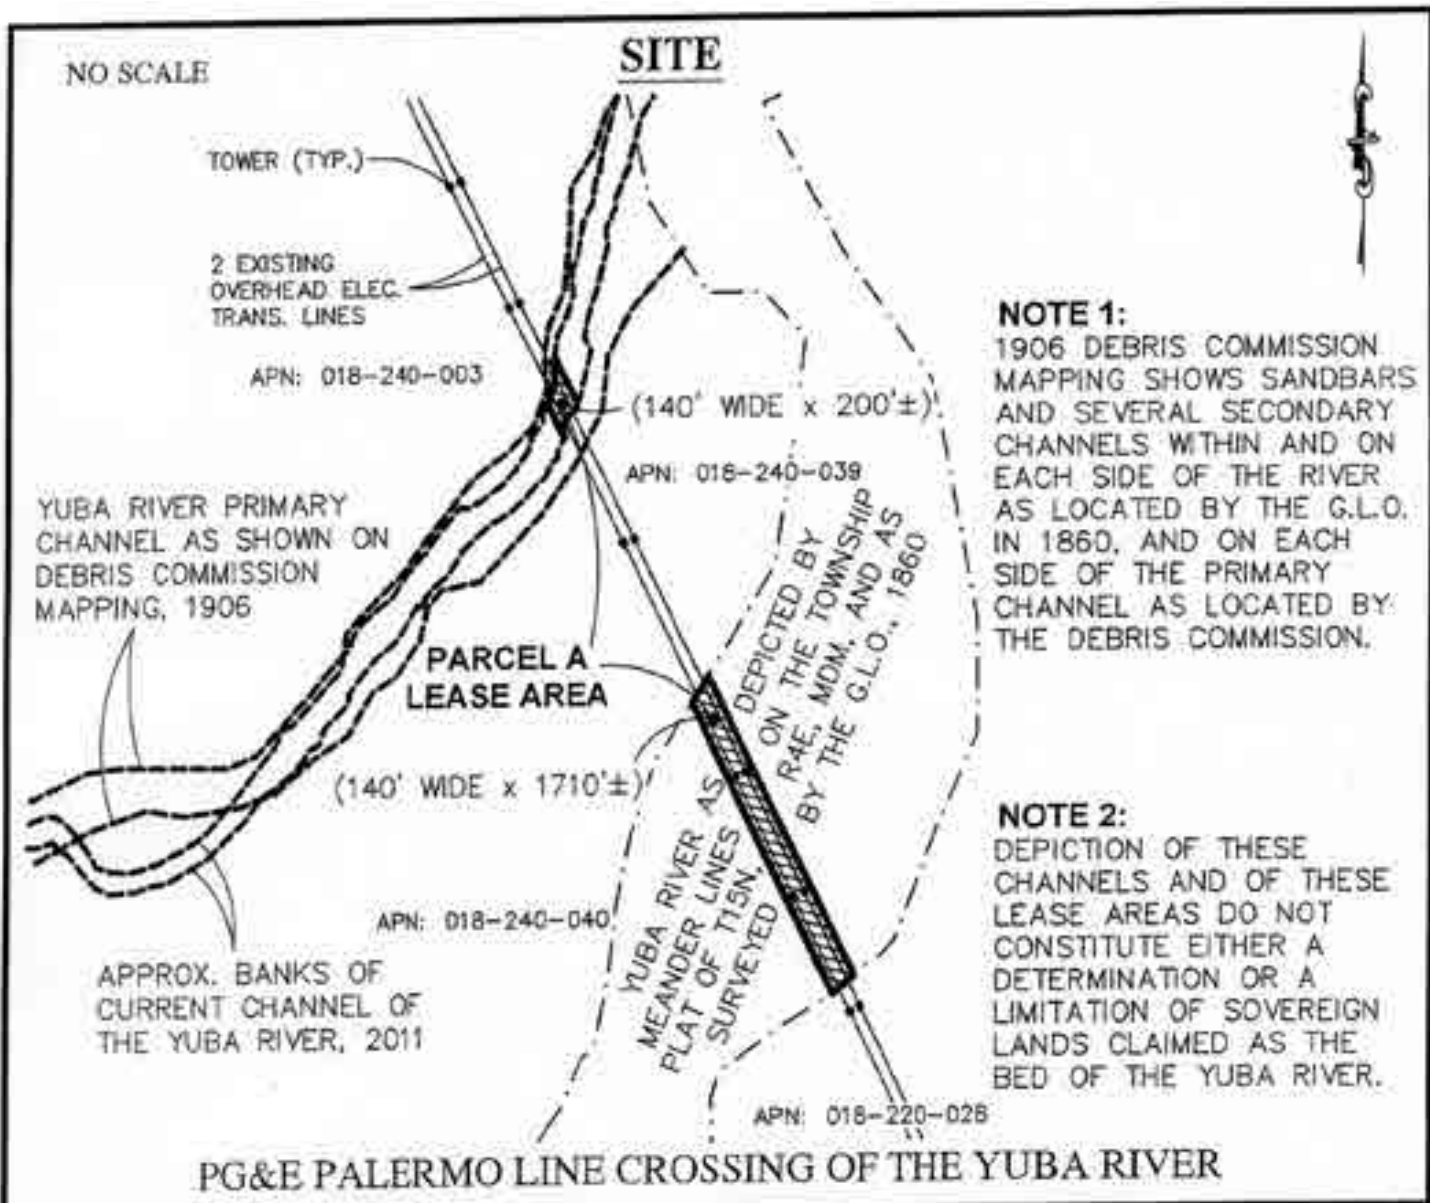 NO SCALE
SITE
TOWER (TYP.)
2 EXISTING
OVERHEAD ELEC.
TRANS. LINES
APN: 018-240-003
(140' WIDE x 200'±)
APN: 018-240-039
YUBA RIVER PRIMARY
CHANNEL AS SHOWN ON
DEBRIS COMMISSION
MAPPING, 1906
PARCEL A
LEASE AREA
(140' WIDE x 1710'±)
YUBA RIVER AS DEPICTED BY
MEANDER LINES ON THE TOWNSHIP
PLAT OF T15N, R4E, MDM, AND AS
SURVEYED BY THE G.L.O., 1860
APN: 018-240-040
APPROX. BANKS OF
CURRENT CHANNEL OF
THE YUBA RIVER, 2011
APN: 018-220-028
NOTE 1:
1906 DEBRIS COMMISSION
MAPPING SHOWS SANDBARS
AND SEVERAL SECONDARY
CHANNELS WITHIN AND ON
EACH SIDE OF THE RIVER
AS LOCATED BY THE G.L.O.
IN 1860, AND ON EACH
SIDE OF THE PRIMARY
CHANNEL AS LOCATED BY
THE DEBRIS COMMISSION.
NOTE 2:
DEPICTION OF THESE
CHANNELS AND OF THESE
LEASE AREAS DO NOT
CONSTITUTE EITHER A
DETERMINATION OR A
LIMITATION OF SOVEREIGN
LANDS CLAIMED AS THE
BED OF THE YUBA RIVER.
PG&E PALERMO LINE CROSSING OF THE YUBA RIVER